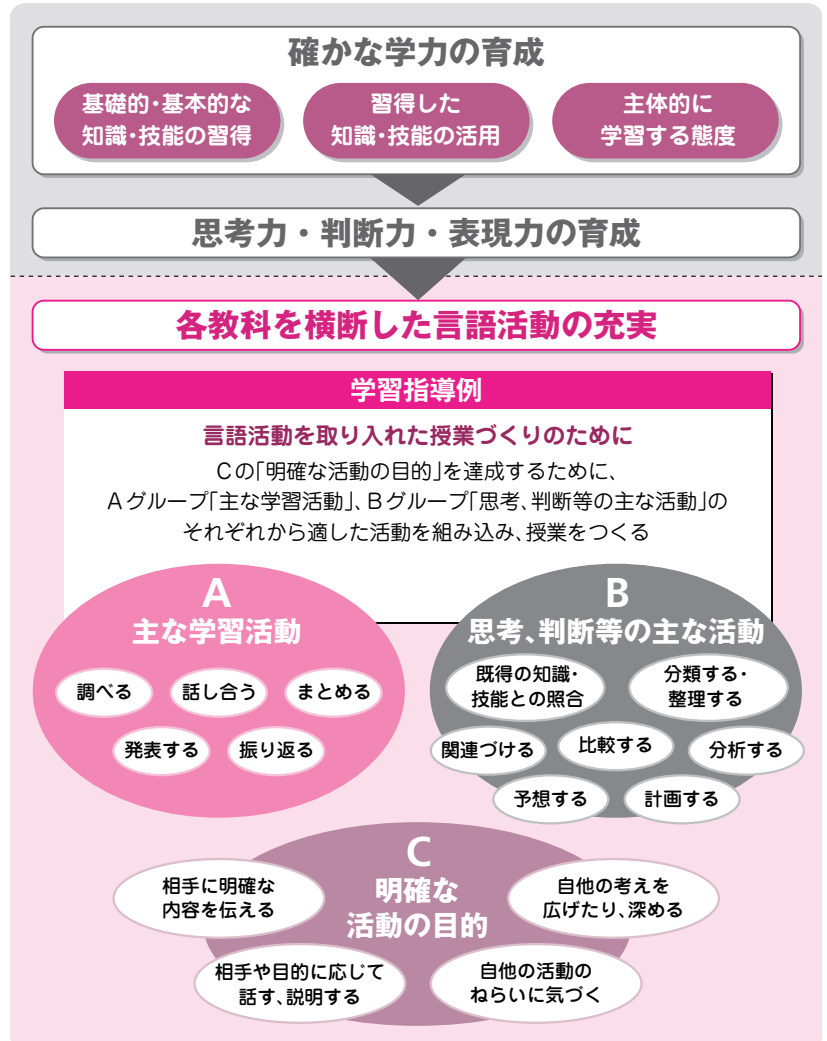 確かな学力の育成
基礎的・基本的な
知識・技能の習得
習得した
知識・技能の活用
主体的に
学習する態度
思考力・判断力・表現力の育成
各教科を横断した言語活動の充実
学習指導例
言語活動を取り入れた授業づくりのために
Cの「明確な活動の目的」を達成するために、
Aグループ「主な学習活動」、Bグループ「思考、判断等の主な活動」の
それぞれから適した活動を組み込み、授業をつくる
A
主な学習活動
調べる
話し合う
まとめる
発表する
振り返る
B
思考、判断等の主な活動
既得の知識・
技能との照合
分類する・
整理する
関連づける
比較する
分析する
予想する
計画する
C
明確な
活動の目的
相手に明確な
内容を伝える
自他の考えを
広げたり、深める
相手や目的に応じて
話す、説明する
自他の活動の
ねらいに気づく